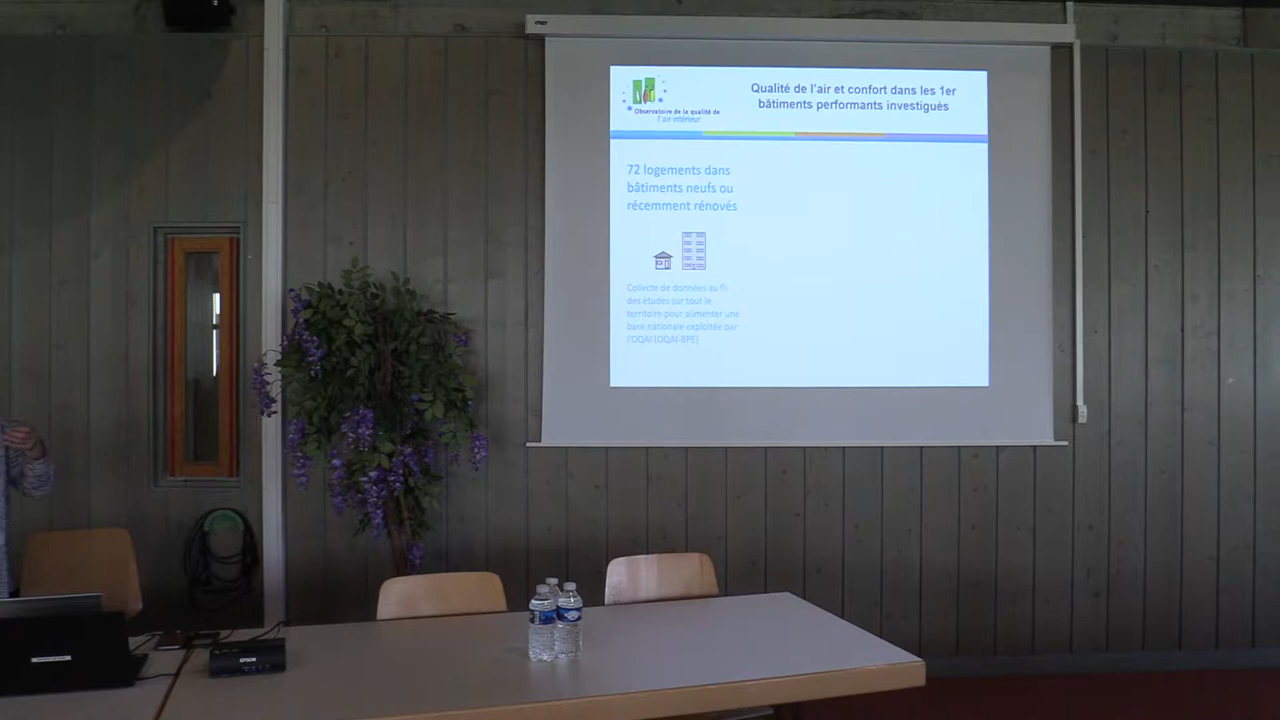 Qualité de l'air et confort dans les 1er
bâtiments performants investigués
Observatoire de la qualité de
l'air intérieur
72 logements dans
bâtiments neufs ou
récemment rénovés
Collecte de données au fil
des études sur tout le
territoire pour alimenter une
base nationale exploitée par
l'OQAI (OQAI-BPE)
EPSON